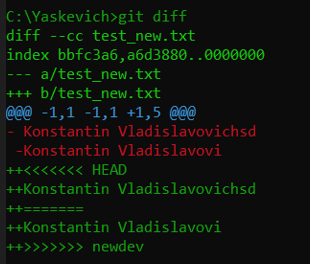 C:\Yaskevich>git diff
diff --cc test_new.txt
index bbfc3a6,a6d3880..0000000
--- a/test_new.txt
+++ b/test_new.txt
@@@ -1,1 -1,1 +1,5 @@@
- Konstantin Vladislavovichsd
 -Konstantin Vladislavovi
++<<<<<<< HEAD
++Konstantin Vladislavovichsd
++=======
++Konstantin Vladislavovi
++>>>>>>> newdev